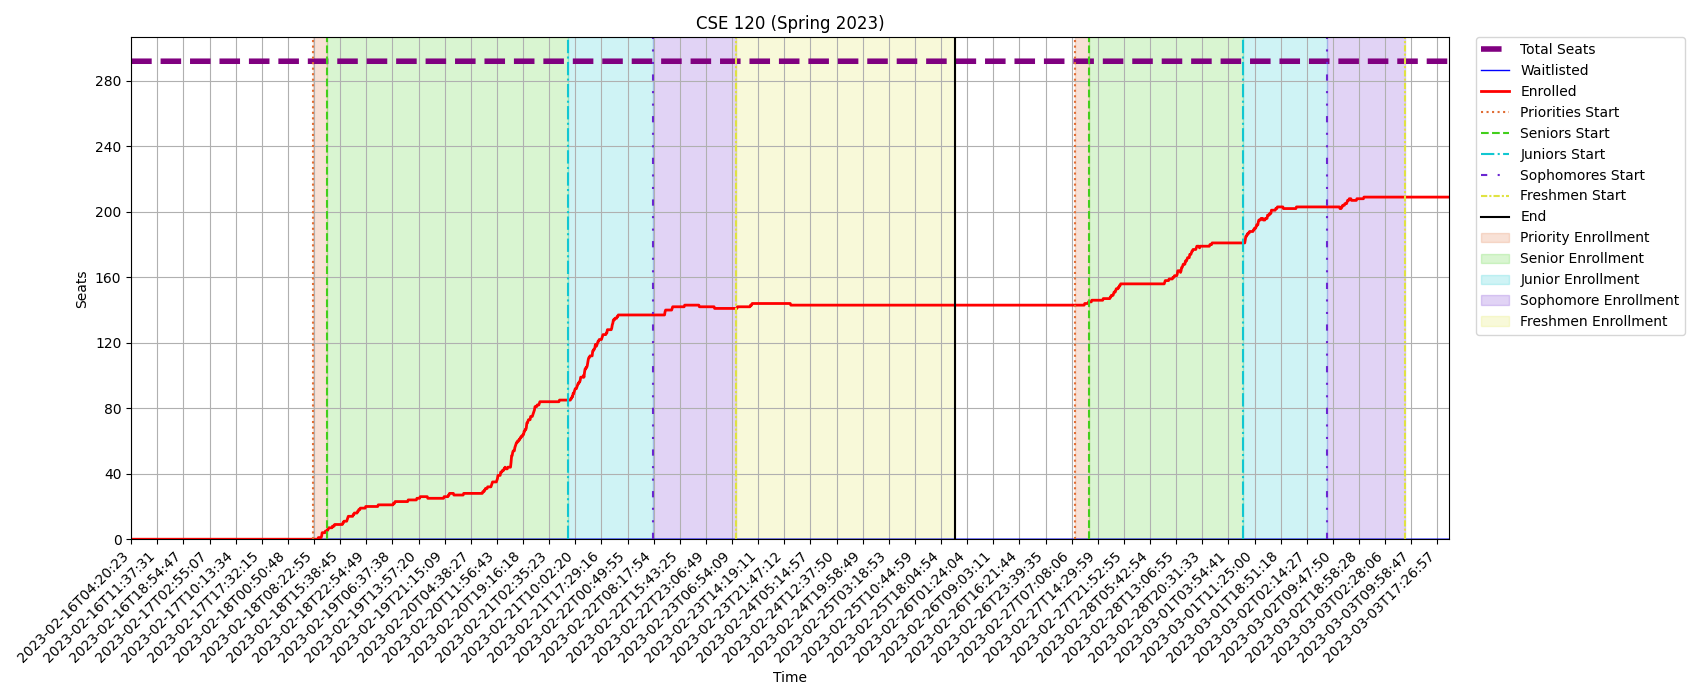 CSE 120 (Spring 2023)
Seats
280
240
200
160
120
80
40
0
2023-02-16T04:20:23
2023-02-16T11:37:31
2023-02-16T18:54:47
2023-02-17T02:55:07
2023-02-17T10:13:34
2023-02-17T17:32:15
2023-02-18T00:50:48
2023-02-18T08:22:55
2023-02-18T15:38:45
2023-02-18T22:54:49
2023-02-19T06:37:38
2023-02-19T13:57:20
2023-02-19T21:15:09
2023-02-20T04:38:27
2023-02-20T11:56:43
2023-02-20T19:16:18
2023-02-21T02:35:23
2023-02-21T10:02:20
2023-02-21T17:29:16
2023-02-22T00:49:55
2023-02-22T08:17:54
2023-02-22T15:43:25
2023-02-22T23:06:49
2023-02-23T06:54:09
2023-02-23T14:19:11
2023-02-23T21:47:12
2023-02-24T05:14:57
2023-02-24T12:37:50
2023-02-24T19:58:49
2023-02-25T03:18:53
2023-02-25T10:44:59
2023-02-25T18:04:54
2023-02-26T01:24:04
2023-02-26T09:03:11
2023-02-26T16:21:44
2023-02-26T23:39:35
2023-02-27T07:08:06
2023-02-27T14:29:59
2023-02-27T21:52:55
2023-02-28T05:42:54
2023-02-28T13:06:55
2023-02-28T20:31:33
2023-03-01T03:54:41
2023-03-01T11:25:00
2023-03-01T18:51:18
2023-03-02T02:14:27
2023-03-02T09:47:50
2023-03-02T18:58:28
2023-03-03T02:28:06
2023-03-03T09:58:47
2023-03-03T17:26:57
Time
Total Seats
Waitlisted
Enrolled
Priorities Start
Seniors Start
Juniors Start
Sophomores Start
Freshmen Start
End
Priority Enrollment
Senior Enrollment
Junior Enrollment
Sophomore Enrollment
Freshmen Enrollment